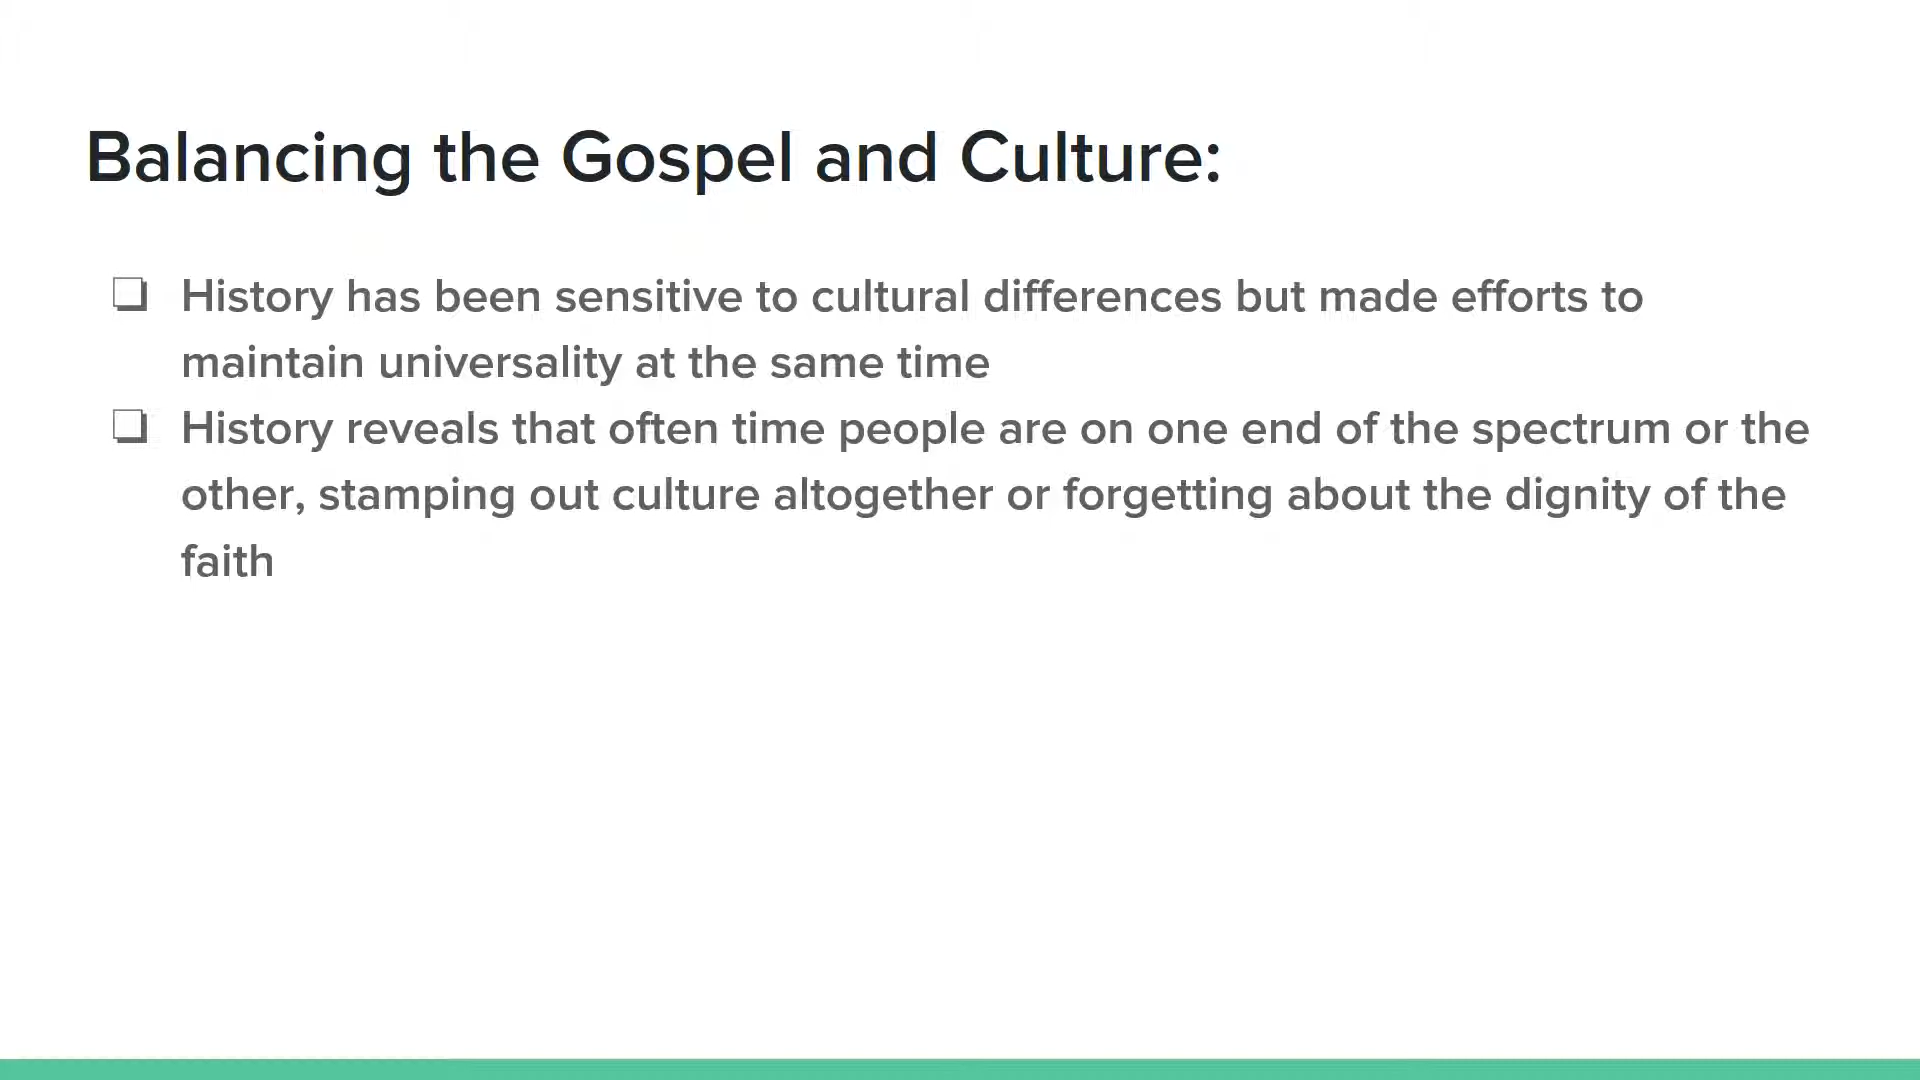 Balancing the Gospel and Culture:
❏ History has been sensitive to cultural differences but made efforts to
maintain universality at the same time
❏ History reveals that often time people are on one end of the spectrum or the
other, stamping out culture altogether or forgetting about the dignity of the
faith